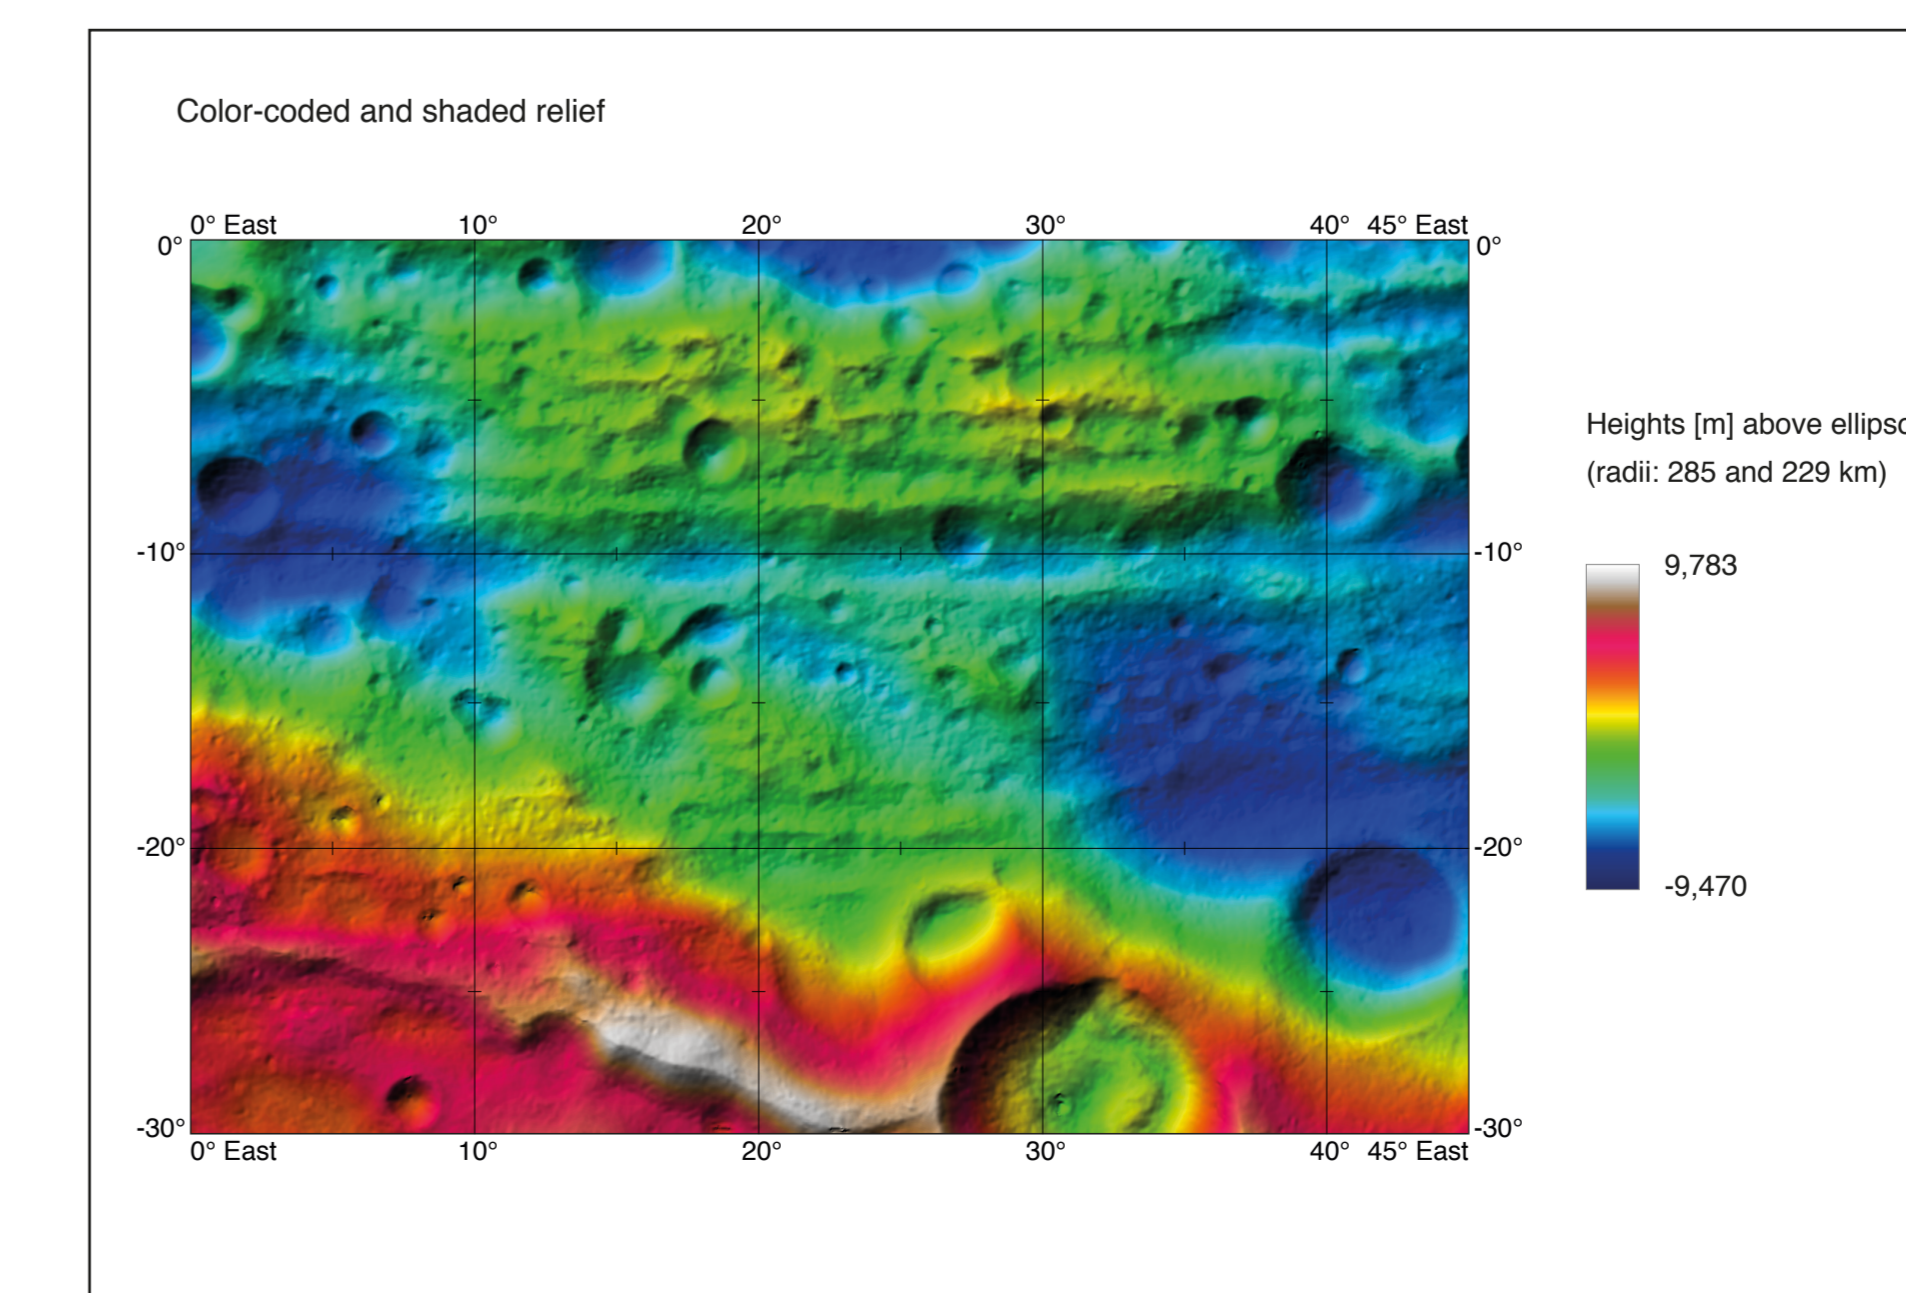 Color-coded and shaded relief
0° East 10° 20° 30° 40° 45° East
0° 0°
Heights [m] above
(radii: 285 and 229 km)
-10° -10°
9,783
-20° -20°
-9,470
-30° -30°
0° East 10° 20° 30° 40° 45° East